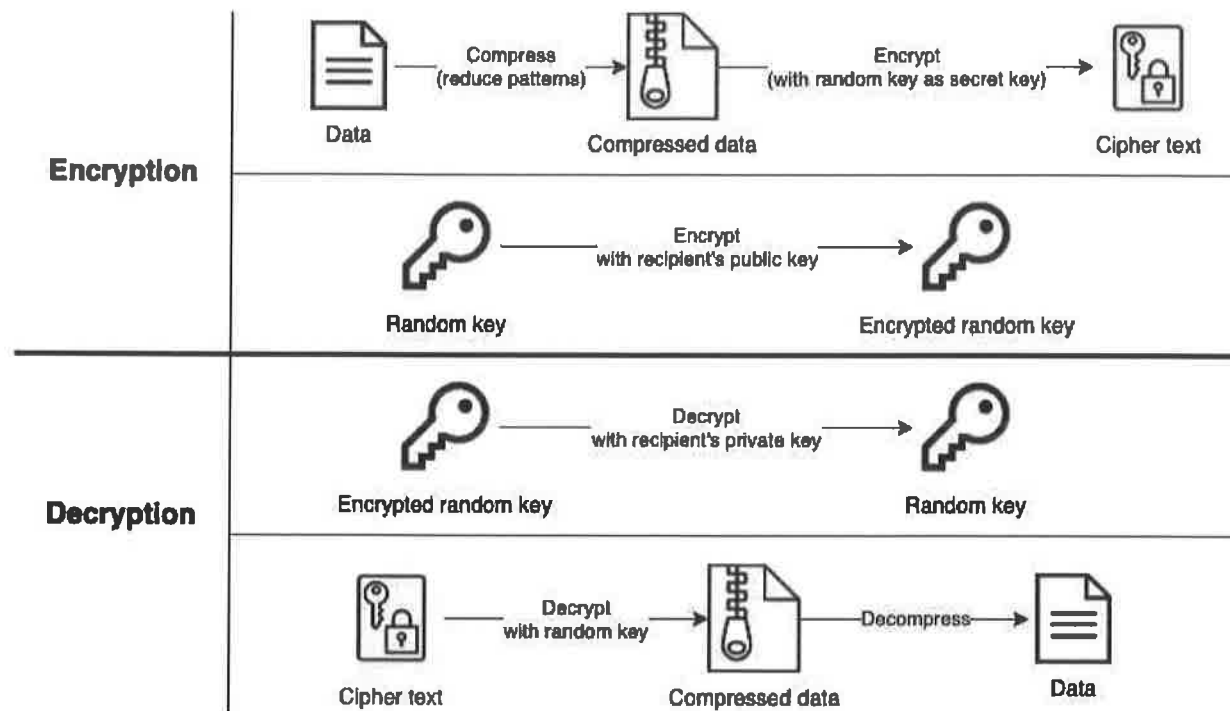 Compress
(reduce patterns)
Encrypt
(with random key as secret key)
Data
Compressed data
Cipher text
Encryption
Encrypt
with recipient's public key
Random key
Encrypted random key
Decrypt
with recipient's private key
Encrypted random key
Random key
Decryption
Decrypt
with random key
Decompress
Cipher text
Compressed data
Data